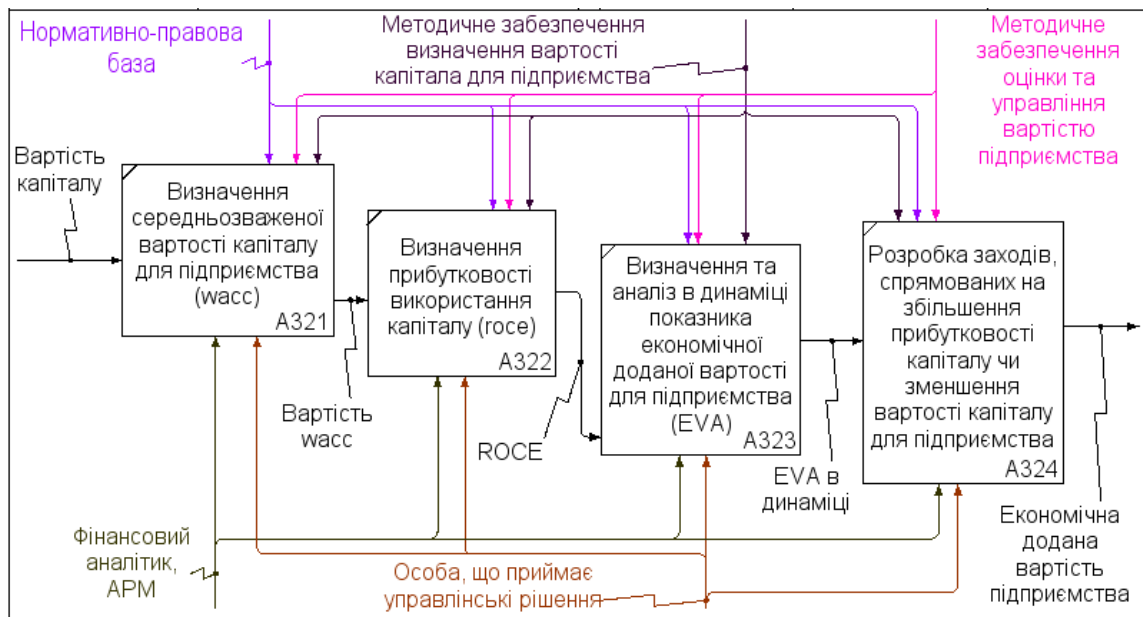 Нормативно-правова
база
Методичне забезпечення
визначення вартості
капітала для підприємства
Методичне
забезпечення
оцінки та
управління
вартістю
підприємства
Вартість
капіталу
Визначення
середньозваженої
вартості капіталу
для підприємства
(wacc)
A321
Визначення
прибутковості
використання
капіталу (roce)
A322
Визначення та
аналіз в динаміці
показника
економічної
доданої вартості
для підприємства
(EVA)
A323
Розробка заходів,
спрямованих на
збільшення
прибутковості
капіталу чи
зменшення
вартості капіталу
для підприємства
A324
Вартість
wacc
ROCE
EVA в
динаміці
Економічна
додана
вартість
підприємства
Фінансовий
аналітик,
АРМ
Особа, що приймає
управлінські рішення